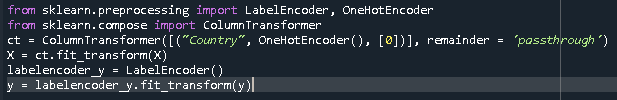 from sklearn.preprocessing import LabelEncoder, OneHotEncoder
from sklearn.compose import ColumnTransformer
ct = ColumnTransformer([("Country", OneHotEncoder(), [0])], remainder = 'passthrough')
X = ct.fit_transform(X)
labelencoder_y = LabelEncoder()
y = labelencoder_y.fit_transform(y)